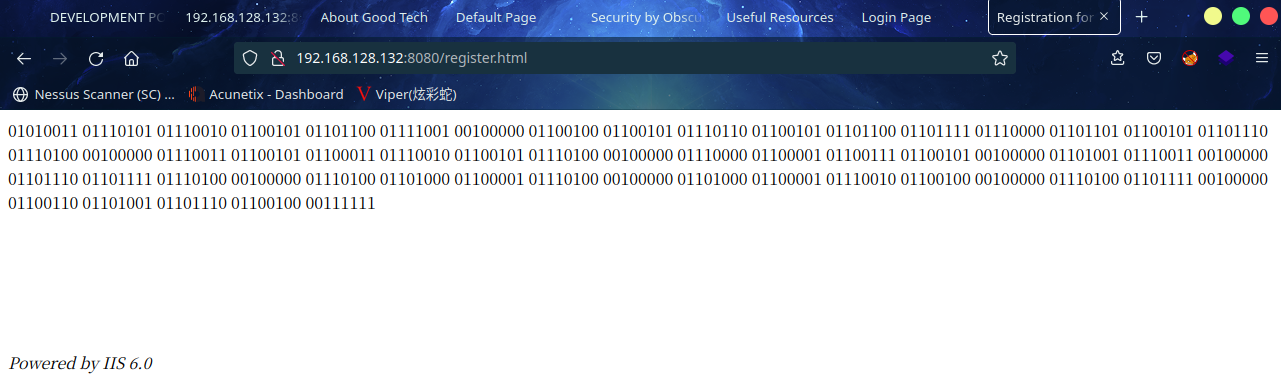 DEVELOPMENT PC 192.168.128.132:8 About Good Tech Default Page Security by Obscu Useful Resources Login Page Registration for
192.168.128.132:8080/register.html
Nessus Scanner (SC) ... Acunetix - Dashboard Viper(炫彩蛇)
01010011 01110101 01110010 01100101 01101100 01111001 00100000 01100100 01100101 01110110 01100101 01101100 01101111 01110000 01101101 01100101 01101110
01110100 00100000 01110011 01100101 01100011 01110010 01100101 01110100 00100000 01110000 01100001 01100111 01100101 00100000 01101001 01110011 00100000
01101110 01101111 01110100 00100000 01110100 01101000 01100001 01110100 00100000 01101000 01100001 01110010 01100100 00100000 01110100 01101111 00100000
01100110 01101001 01101110 01100100 00111111
Powered by IIS 6.0